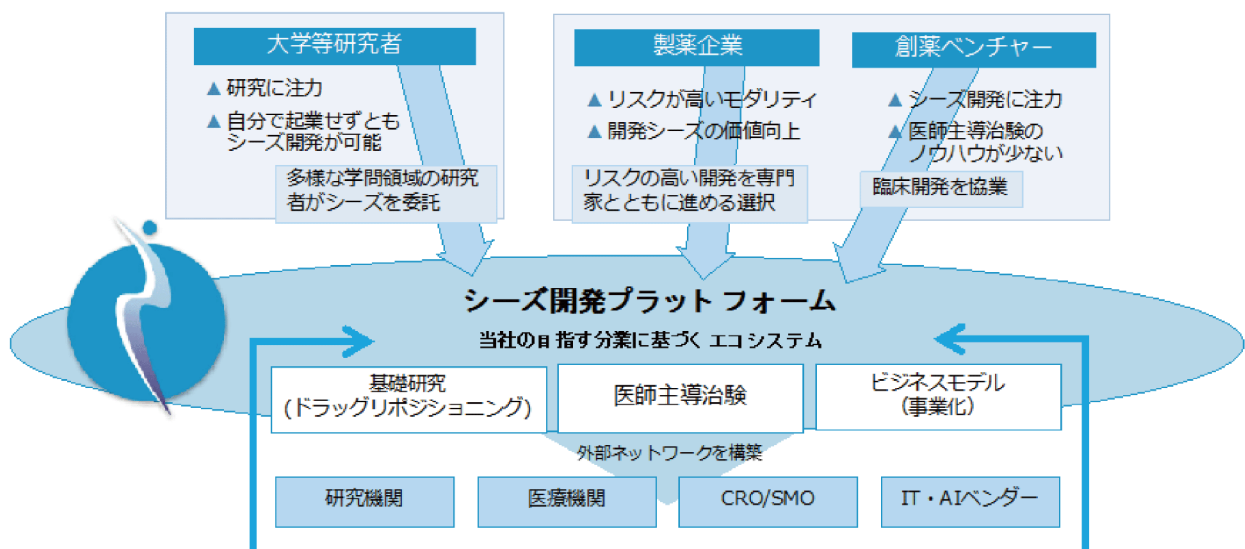 大学等研究者
▲ 研究に注力
▲ 自分で起業せずとも
シーズ開発が可能
多様な学問領域の研究
者がシーズを委託
製薬企業
▲ リスクが高いモダリティ
▲ 開発シーズの価値向上
リスクの高い開発を専門
家とともに進める選択
創薬ベンチャー
▲ シーズ開発に注力
▲ 医師主導治験の
ノウハウが少ない
臨床開発を協業
シーズ開発プラットフォーム
当社の目指す分業に基づくエコシステム
基礎研究
(ドラッグリポジショニング)
医師主導治験
ビジネスモデル
(事業化)
外部ネットワークを構築
研究機関
医療機関
CRO/SMO
IT・AIベンダー